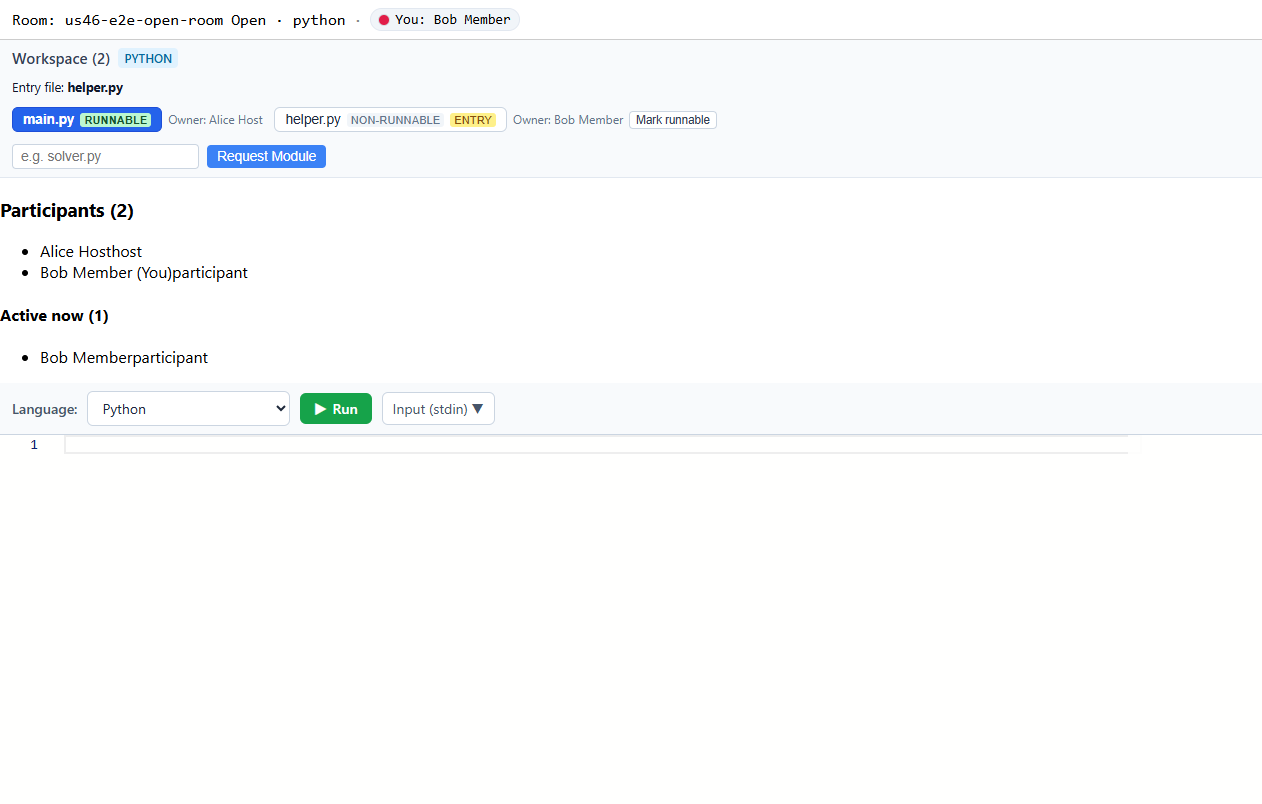 Room: us46-e2e-open-room Open · python · You: Bob Member
Workspace (2) PYTHON
Entry file: helper.py
main.py RUNNABLE Owner: Alice Host helper.py NON-RUNNABLE ENTRY Owner: Bob Member Mark runnable
e.g. solver.py Request Module
Participants (2)
Alice Hosthost
Bob Member (You)participant
Active now (1)
Bob Memberparticipant
Language: Python ▶ Run Input (stdin) ▼
1